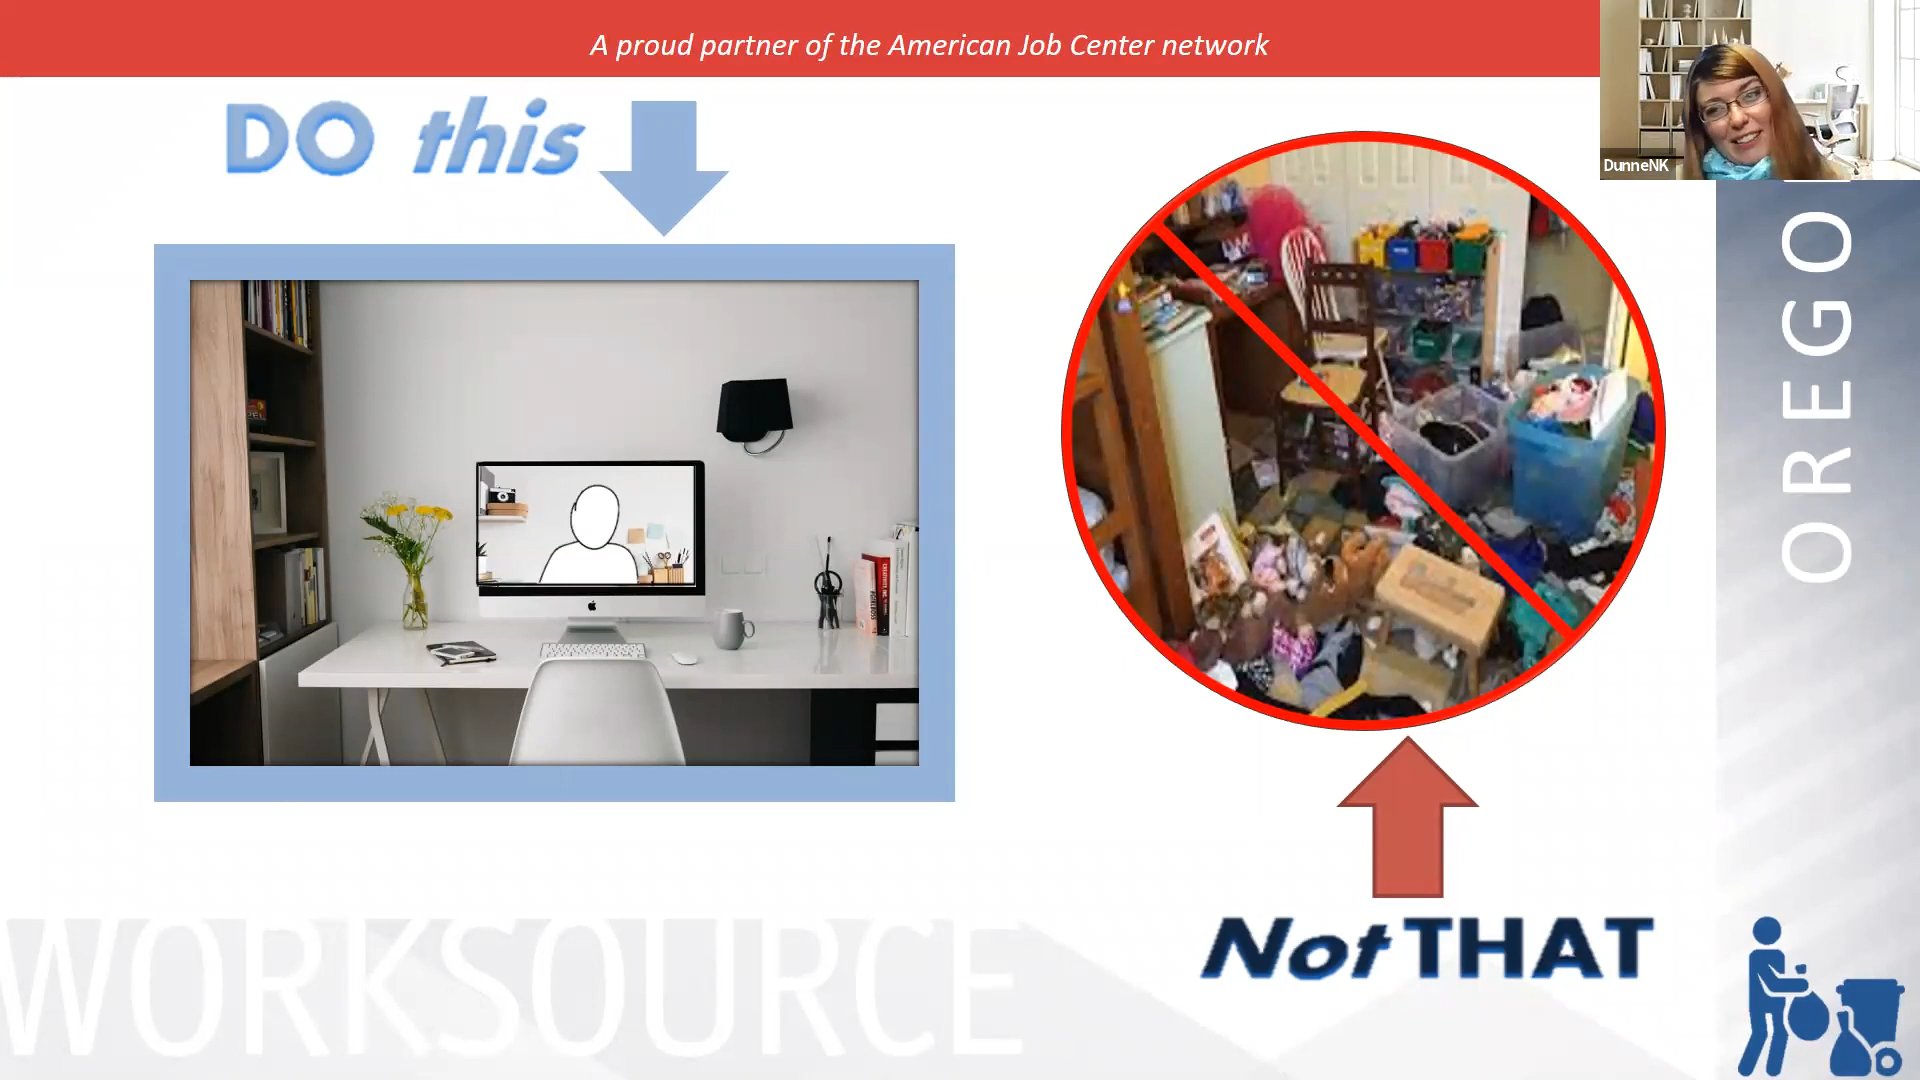 A proud partner of the American Job Center network
DunneNK
DO this
OREGO
Not THAT
WORKSOURCE